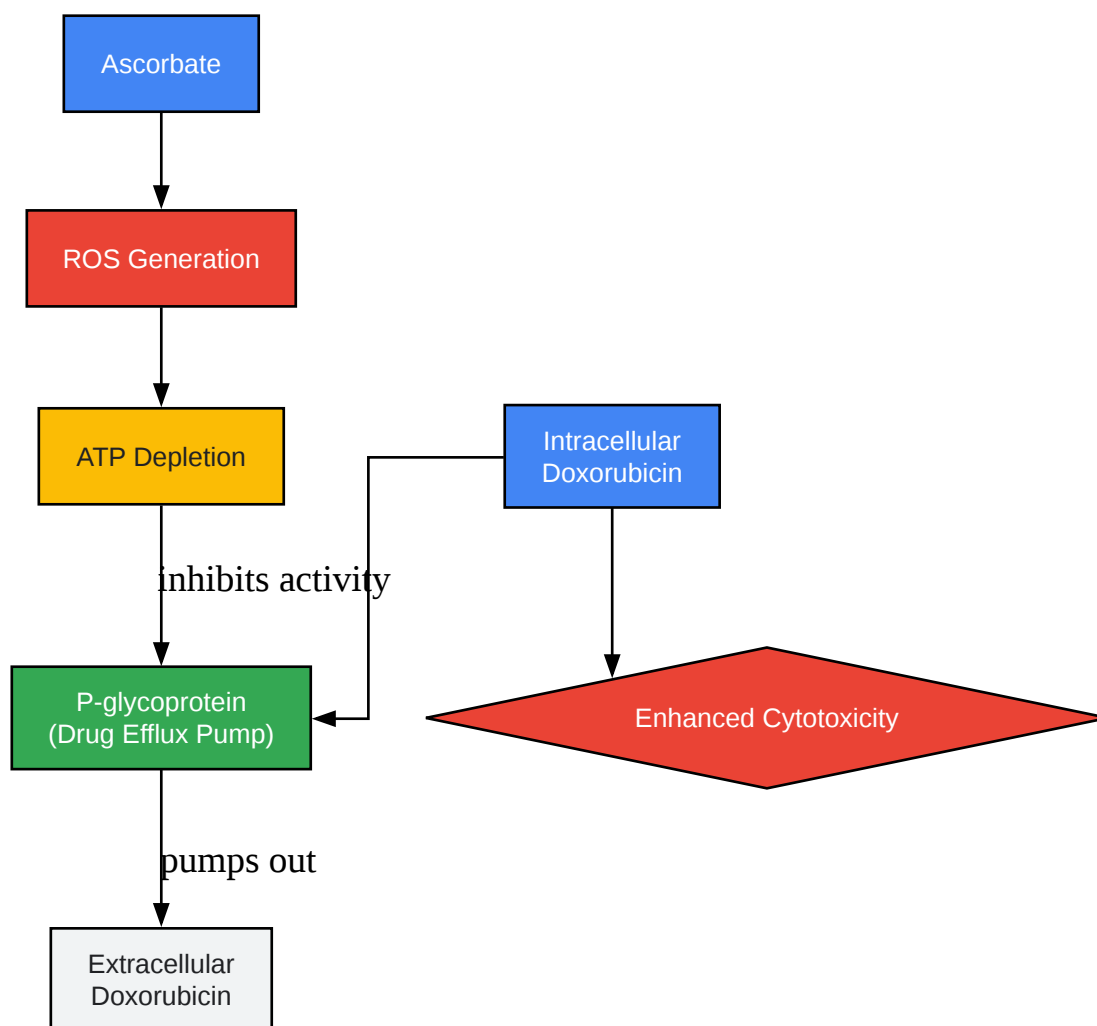 Ascorbate
ROS Generation
ATP Depletion
Intracellular
Doxorubicin
inhibits activity
P-glycoprotein
(Drug Efflux Pump)
Enhanced Cytotoxicity
pumps out
Extracellular
Doxorubicin